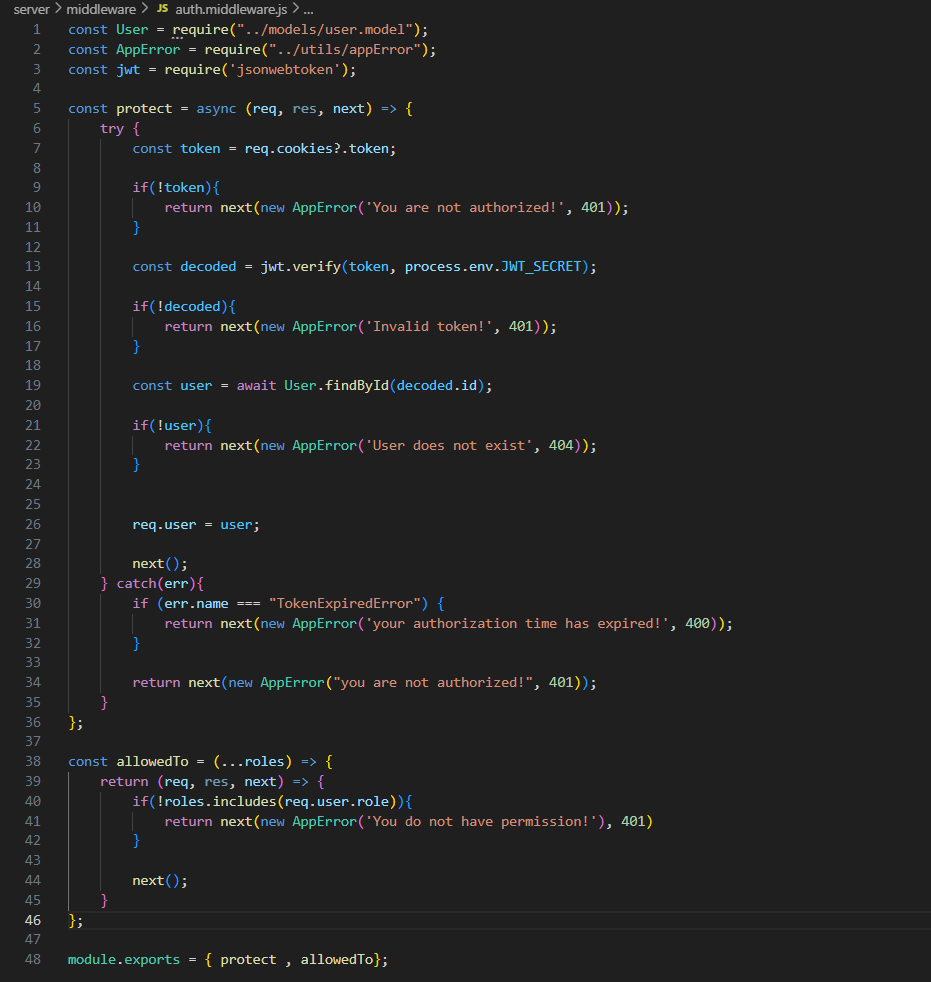 server > middleware > JS auth.middleware.js > ...
1 const User = require("../models/user.model");
2 const AppError = require("../utils/appError");
3 const jwt = require('jsonwebtoken');
4
5 const protect = async (req, res, next) => {
6     try {
7         const token = req.cookies?.token;
8
9         if(!token){
10             return next(new AppError('You are not authorized!', 401));
11         }
12
13         const decoded = jwt.verify(token, process.env.JWT_SECRET);
14
15         if(!decoded){
16             return next(new AppError('Invalid token!', 401));
17         }
18
19         const user = await User.findById(decoded.id);
20
21         if(!user){
22             return next(new AppError('User does not exist', 404));
23         }
24
25
26         req.user = user;
27
28         next();
29     } catch(err){
30         if (err.name === "TokenExpiredError") {
31             return next(new AppError('your authorization time has expired!', 400));
32         }
33
34         return next(new AppError("you are not authorized!", 401));
35     }
36 };
37
38 const allowedTo = (...roles) => {
39     return (req, res, next) => {
40         if(!roles.includes(req.user.role)){
41             return next(new AppError('You do not have permission!'), 401)
42         }
43
44         next();
45     }
46 };
47
48 module.exports = { protect , allowedTo};